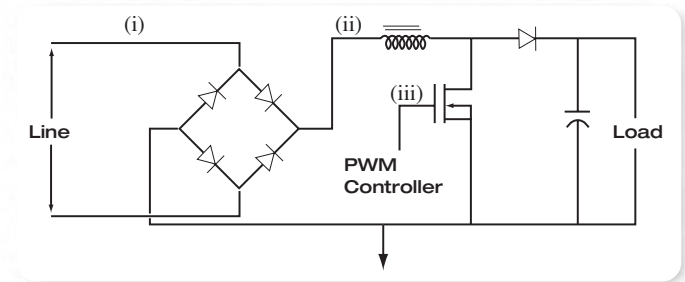 (i)
(ii)
(iii)
Line
Load
PWM
Controller